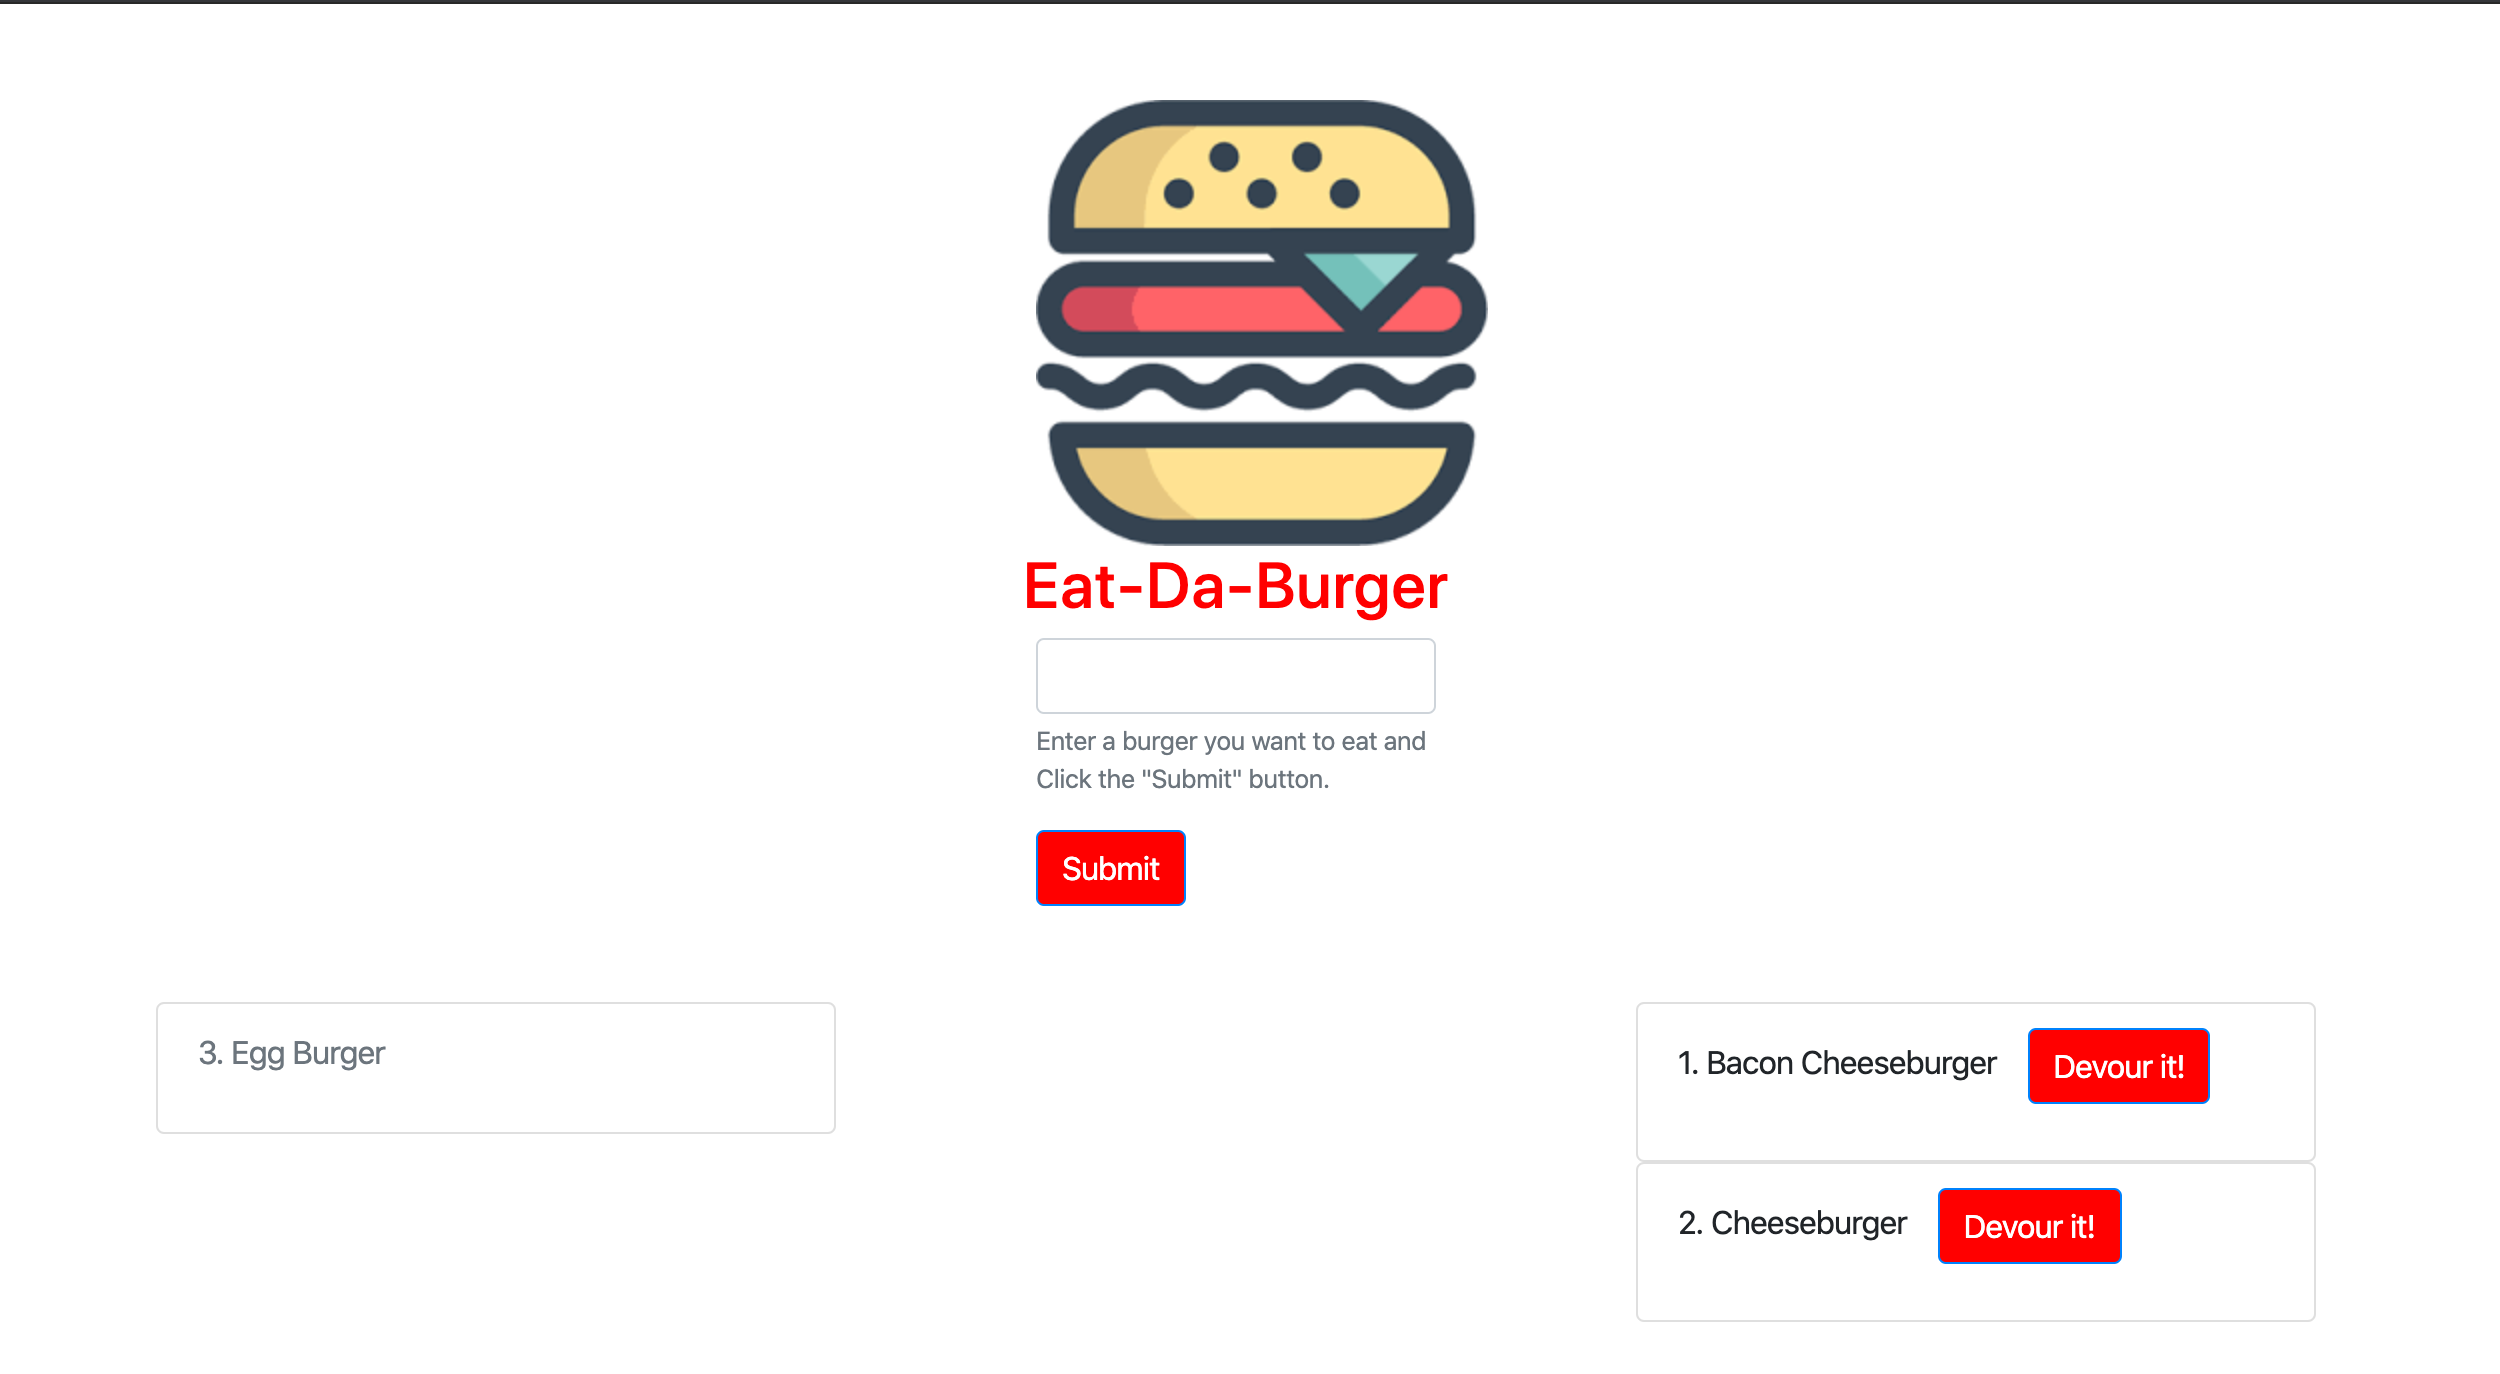 Eat-Da-Burger
Enter a burger you want to eat and
Click the "Submit" button.
Submit
3. Egg Burger
1. Bacon Cheeseburger Devour it!
2. Cheeseburger Devour it!